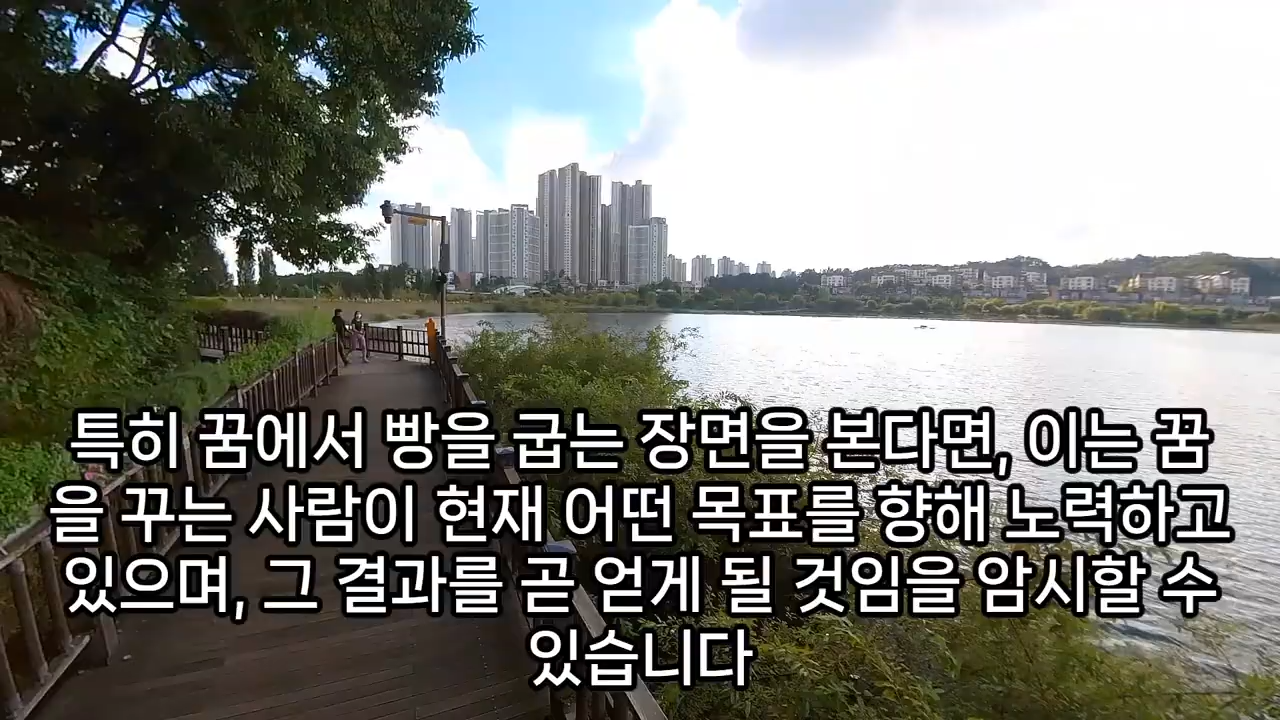 특히 꿈에서 빵을 굽는 장면을 본다면, 이는 꿈
을 꾸는 사람이 현재 어떤 목표를 향해 노력하고
있으며, 그 결과를 곧 얻게 될 것임을 암시할 수
있습니다